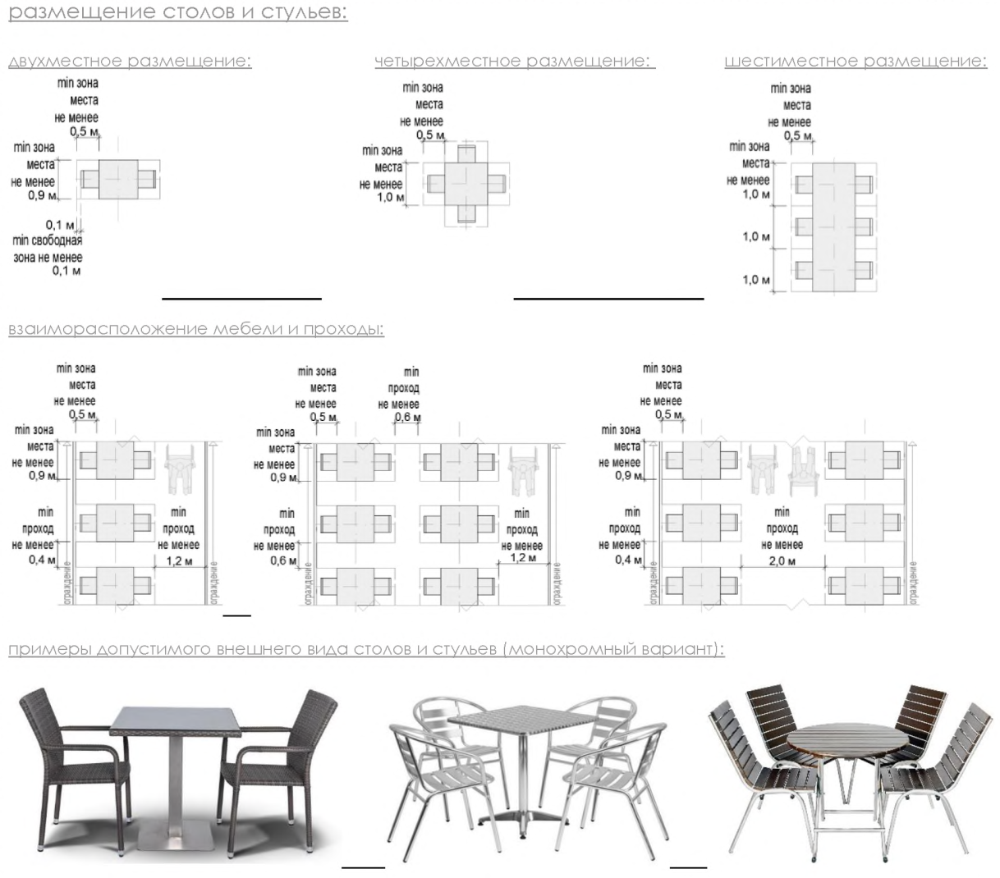 размещение столов и стульев:
двухместное размещение:
четырехместное размещение:
шестиместное размещение:
min зона
места
не менее
0,5 м
min зона
места
не менее
0,9 м
0,1 м
min свободная
зона не менее
0,1 м
min зона
места
не менее
0,5 м
min зона
места
не менее
1,0 м
min зона
места
не менее
0,5 м
min зона
места
не менее
1,0 м
1,0 м
1,0 м
взаиморасположение мебели и проходы:
min зона
места
не менее
0,5 м
min зона
места
не менее
0,9 м
min
проход
не менее
0,4 м
min
проход
не менее
1,2 м
ограждение
ограждение
min зона
места
не менее
0,5 м
min
проход
не менее
0,6 м
min зона
места
не менее
0,9 м
min
проход
не менее
0,6 м
min
проход
не менее
1,2 м
ограждение
ограждение
min зона
места
не менее
0,5 м
min зона
места
не менее
0,9 м
min
проход
не менее
0,4 м
min
проход
не менее
2,0 м
ограждение
ограждение
примеры допустимого внешнего вида столов и стульев (монохромный вариант):